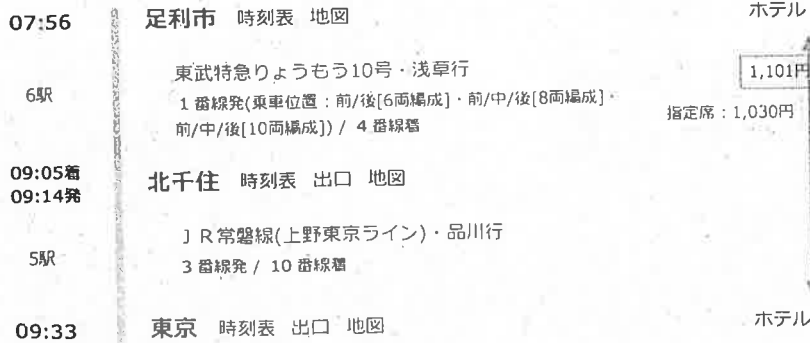 07:56 足利市 時刻表 地図 ホテル
東武特急りょうもう10号・浅草行
6駅
1番線発(乗車位置：前/後[6両編成]・前/中/後[8両編成]・
前/中/後[10両編成]) / 4番線着
1,101円
指定席：1,030円
09:05着
09:14発
北千住 時刻表 出口 地図
JR常磐線(上野東京ライン)・品川行
5駅
3番線発 / 10番線着
09:33 東京 時刻表 出口 地図 ホテル